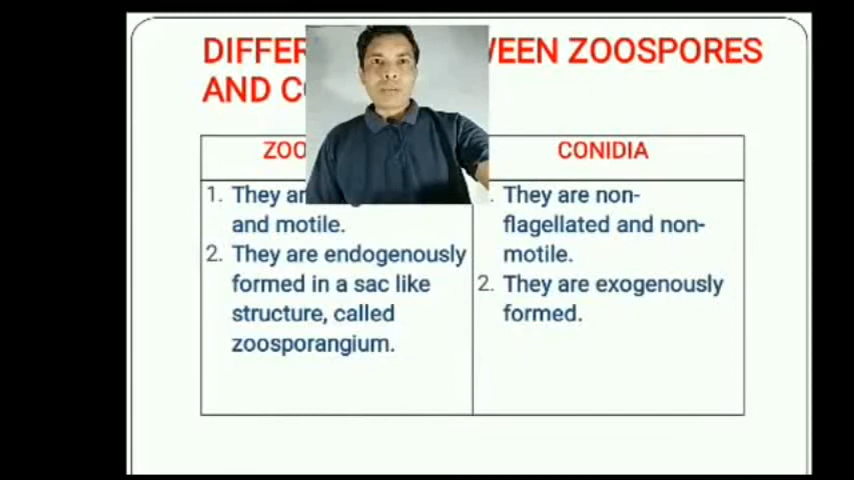 DIFFER WEEN ZOOSPORES
AND C
ZOO
CONIDIA
1. They
and motile.
2. They are endogenously
formed in a sac like
structure, called
zoosporangium.
They are non-
flagellated and non-
motile.
2. They are exogenously
formed.